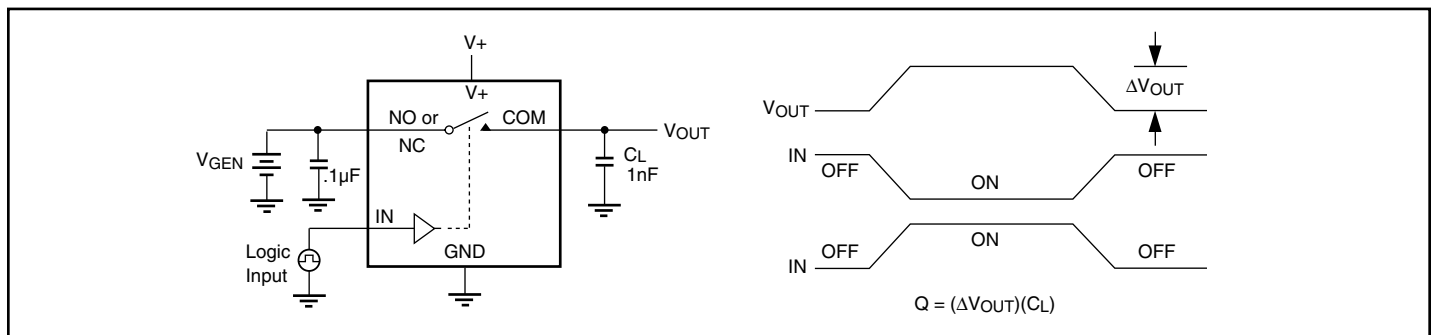 V+
V+
NO or
NC
COM
VOUT
VGEN
.1µF
CL
1nF
IN
Logic
Input
GND
VOUT
ΔVOUT
IN
OFF
ON
OFF
IN
OFF
ON
OFF
Q = (ΔVOUT)(CL)